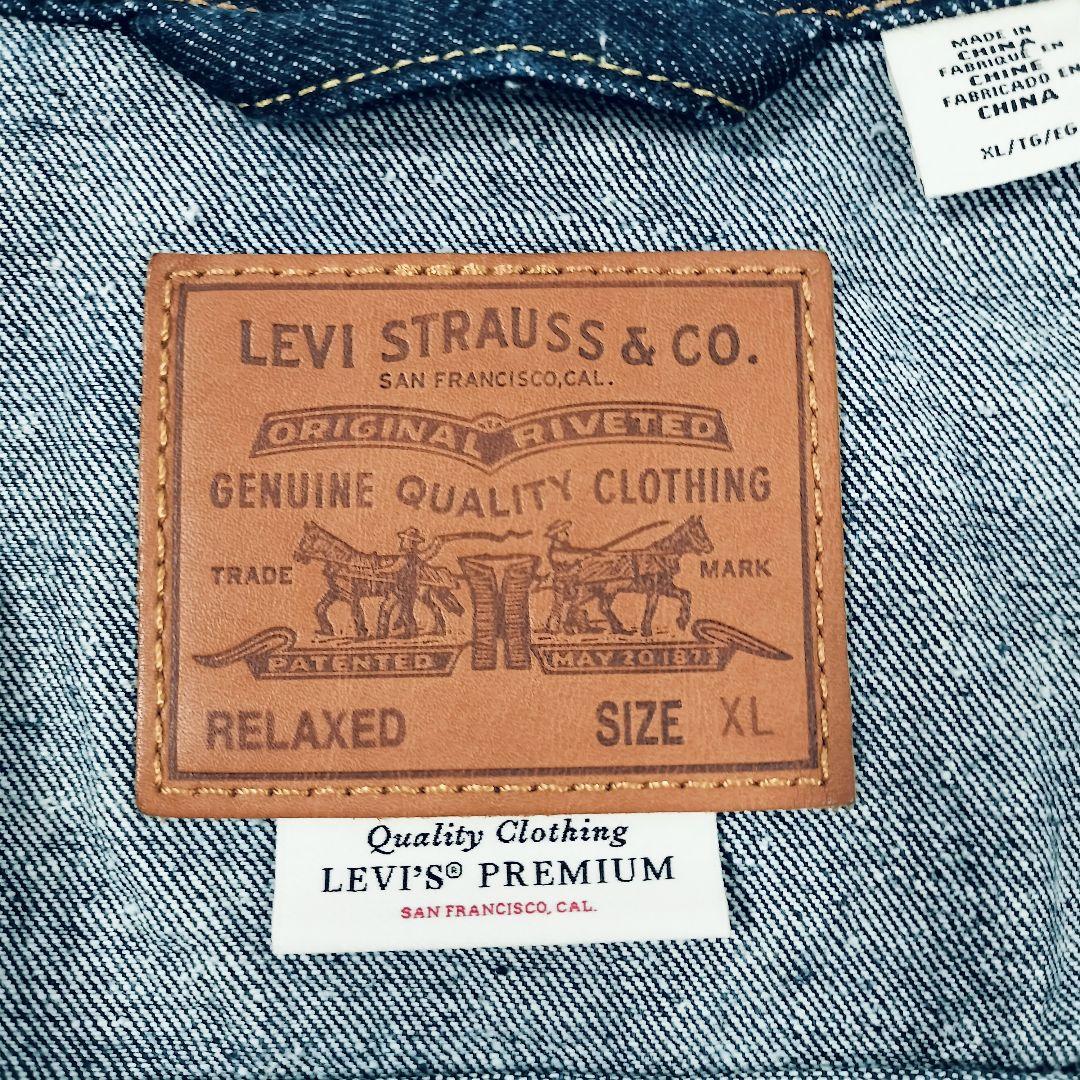 MADE IN
CHINA
FABRIQUÉ EN
CHINE
FABRICADO EN
CHINA
XL/TG/EG
LEVI STRAUSS & CO.
SAN FRANCISCO, CAL.
ORIGINAL RIVETED
GENUINE QUALITY CLOTHING
TRADE MARK
PATENTED MAY 20 1873
RELAXED SIZE XL
Quality Clothing
LEVI'S® PREMIUM
SAN FRANCISCO, CAL.